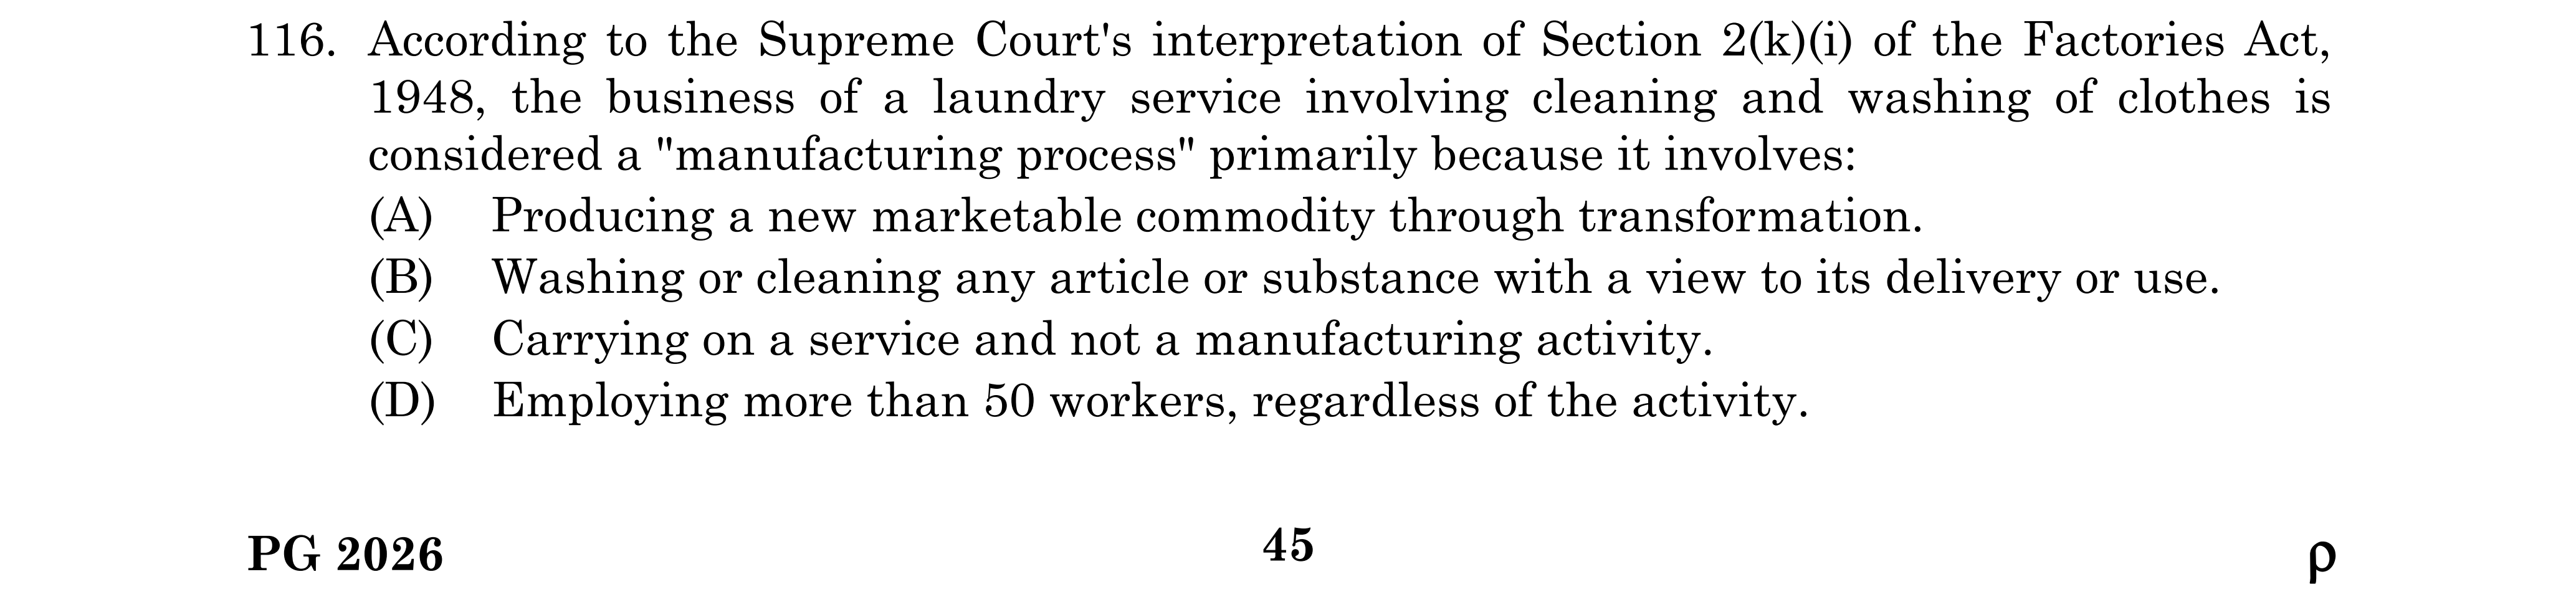 116. According to the Supreme Court's interpretation of Section 2(k)(i) of the Factories Act,
1948, the business of a laundry service involving cleaning and washing of clothes is
considered a "manufacturing process" primarily because it involves:
(A) Producing a new marketable commodity through transformation.
(B) Washing or cleaning any article or substance with a view to its delivery or use.
(C) Carrying on a service and not a manufacturing activity.
(D) Employing more than 50 workers, regardless of the activity.
PG 2026 45 ρ